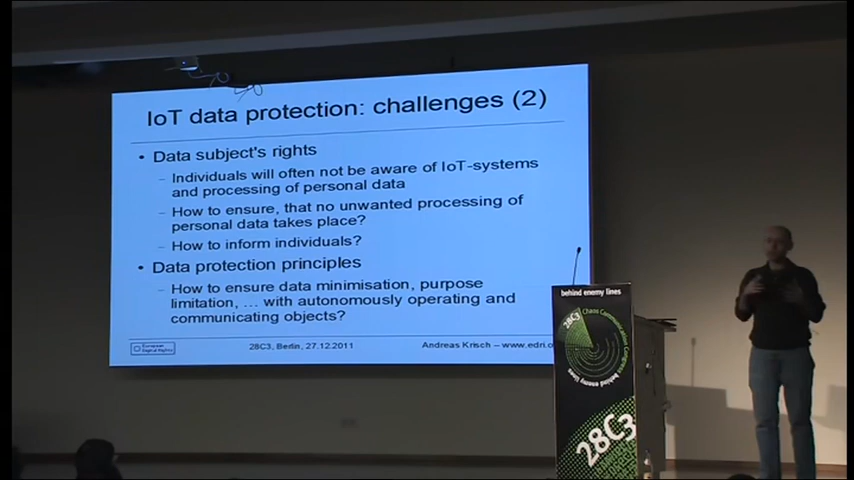 IoT data protection: challenges (2)
• Data subject's rights
– Individuals will often not be aware of IoT-systems
and processing of personal data
– How to ensure, that no unwanted processing of
personal data takes place?
– How to inform individuals?
• Data protection principles
– How to ensure data minimisation, purpose
limitation, … with autonomously operating and
communicating objects?
European
Digital Rights
28C3, Berlin, 27.12.2011
Andreas Krisch – www.edri.o
behind enemy lines
28C3
Chaos Communication Congress
behind enemy lines
28C3